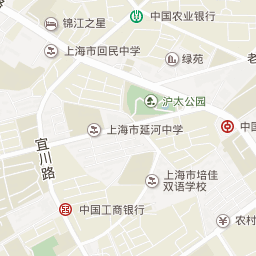 锦江之星
中国农业银行
上海市回民中学
绿苑
老
沪太公园
上海市延河中学
中国
宜川路
上海市培佳
双语学校
中国工商银行
农村